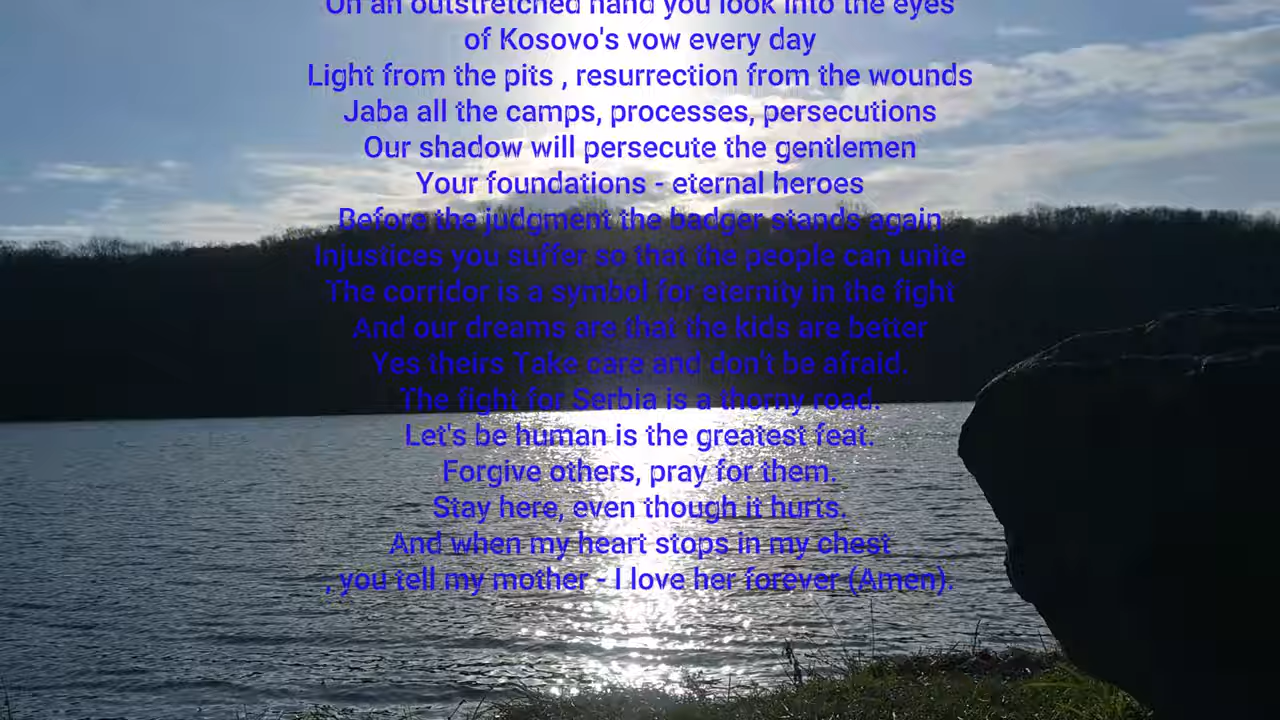 On an outstretched hand you look into the eyes
of Kosovo's vow every day
Light from the pits , resurrection from the wounds
Jaba all the camps, processes, persecutions
Our shadow will persecute the gentlemen
Your foundations - eternal heroes
Before the judgment the badger stands again
Injustices you suffer so that the people can unite
The corridor is a symbol for eternity in the fight
And our dreams are that the kids are better
Yes theirs Take care and don't be afraid.
The fight for Serbia is a thorny road.
Let's be human is the greatest feat.
Forgive others, pray for them.
Stay here, even though it hurts.
And when my heart stops in my chest
, you tell my mother - I love her forever (Amen).